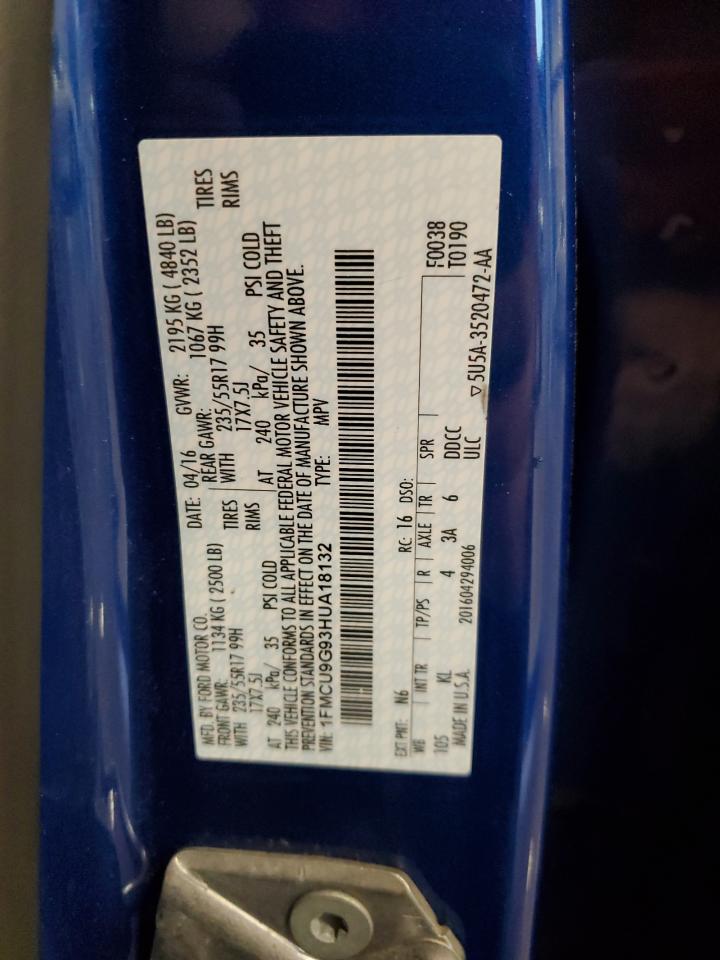 MFD. BY FORD MOTOR CO.
DATE: 04/16 GVWR: 2195 KG ( 4840 LB)
FRONT GAWR: 1134 KG ( 2500 LB) REAR GAWR: 1067 KG ( 2352 LB)
WITH 235/55R17 99H TIRES WITH 235/55R17 99H TIRES
17X7.5J RIMS 17X7.5J RIMS
AT 240 kPa/ 35 PSI COLD AT 240 kPa/ 35 PSI COLD
THIS VEHICLE CONFORMS TO ALL APPLICABLE FEDERAL MOTOR VEHICLE SAFETY AND THEFT
PREVENTION STANDARDS IN EFFECT ON THE DATE OF MANUFACTURE SHOWN ABOVE.
VIN: 1FMCU9G93HUA18132 TYPE: MPV
EXT PNT: N6 RC: 16 DSO: F0038
WB INT TR TP/PS R AXLE TR SPR T0190
105 KL 4 3A 6 DDCC
MADE IN U.S.A. 201604294006 ULC ▽5U5A-3520472-AA